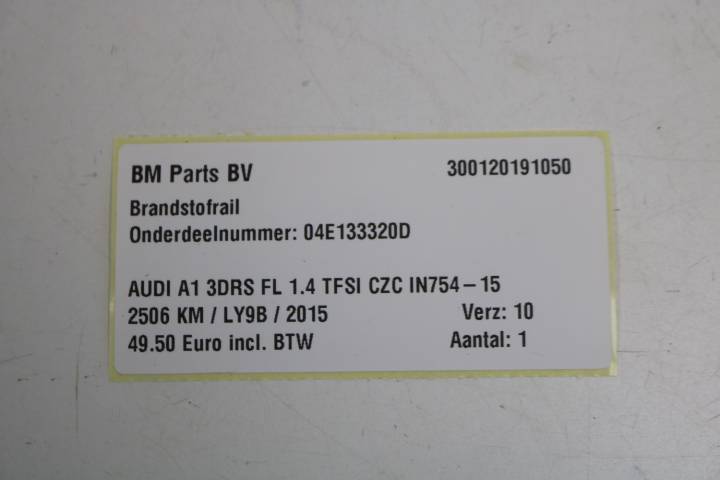 BM Parts BV 300120191050
Brandstofrail
Onderdeelnummer: 04E133320D
AUDI A1 3DRS FL 1.4 TFSI CZC IN754-15
2506 KM / LY9B / 2015 Verz: 10
49.50 Euro incl. BTW Aantal: 1